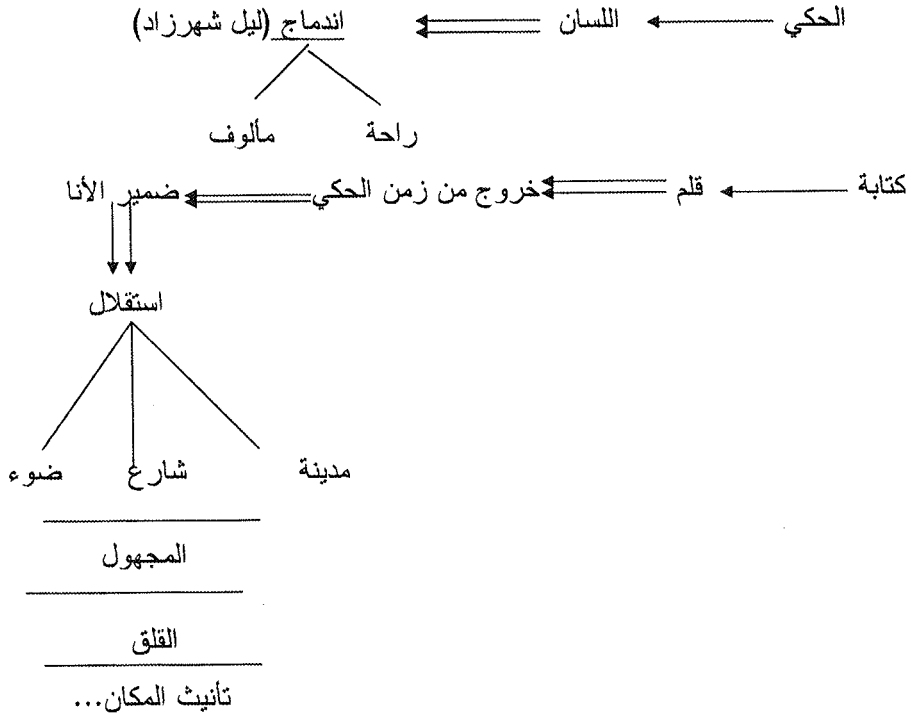 الحكي اللسان اندماج (ليل شهرزاد)
راحة مألوف
كتابة قلم خروج من زمن الحكي ضمير الأنا
استقلال
مدينة شارع ضوء
المجهول
القلق
تأنيث المكان...